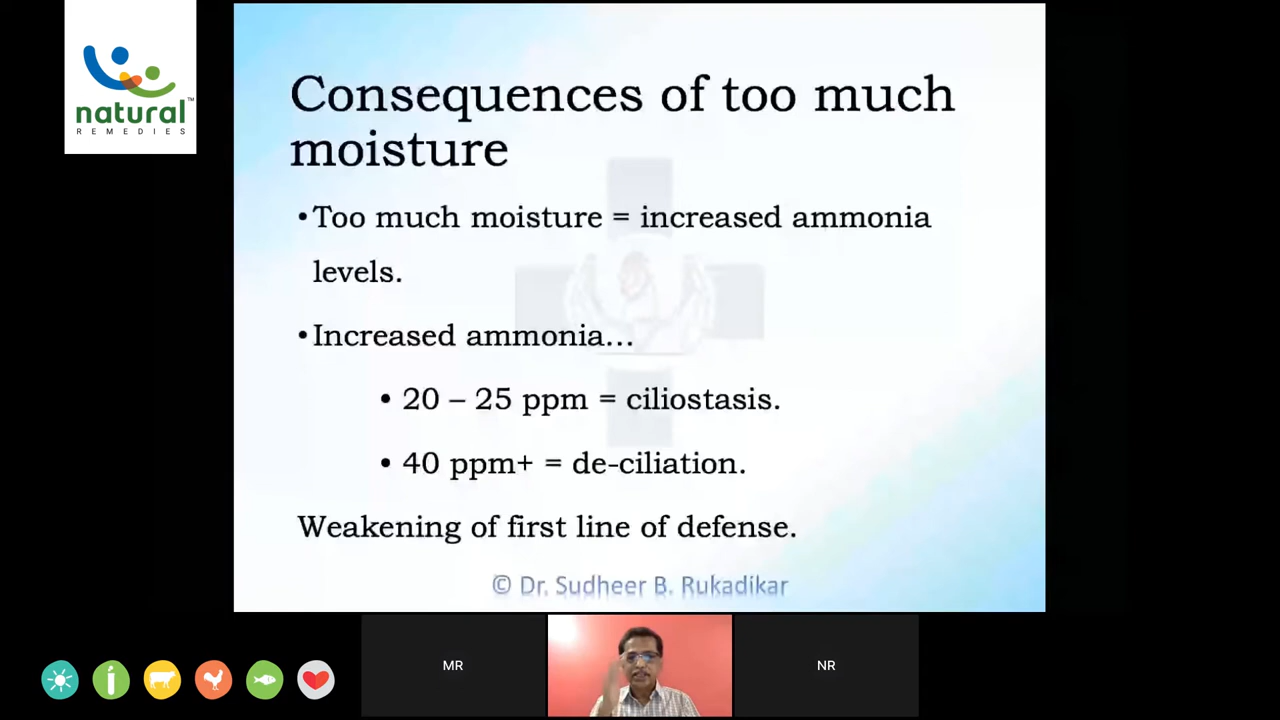 natural™
REMEDIES
Consequences of too much
moisture
•Too much moisture = increased ammonia
levels.
•Increased ammonia…
• 20 – 25 ppm = ciliostasis.
• 40 ppm+ = de-ciliation.
Weakening of first line of defense.
© Dr. Sudheer B. Rukadikar
MR
NR